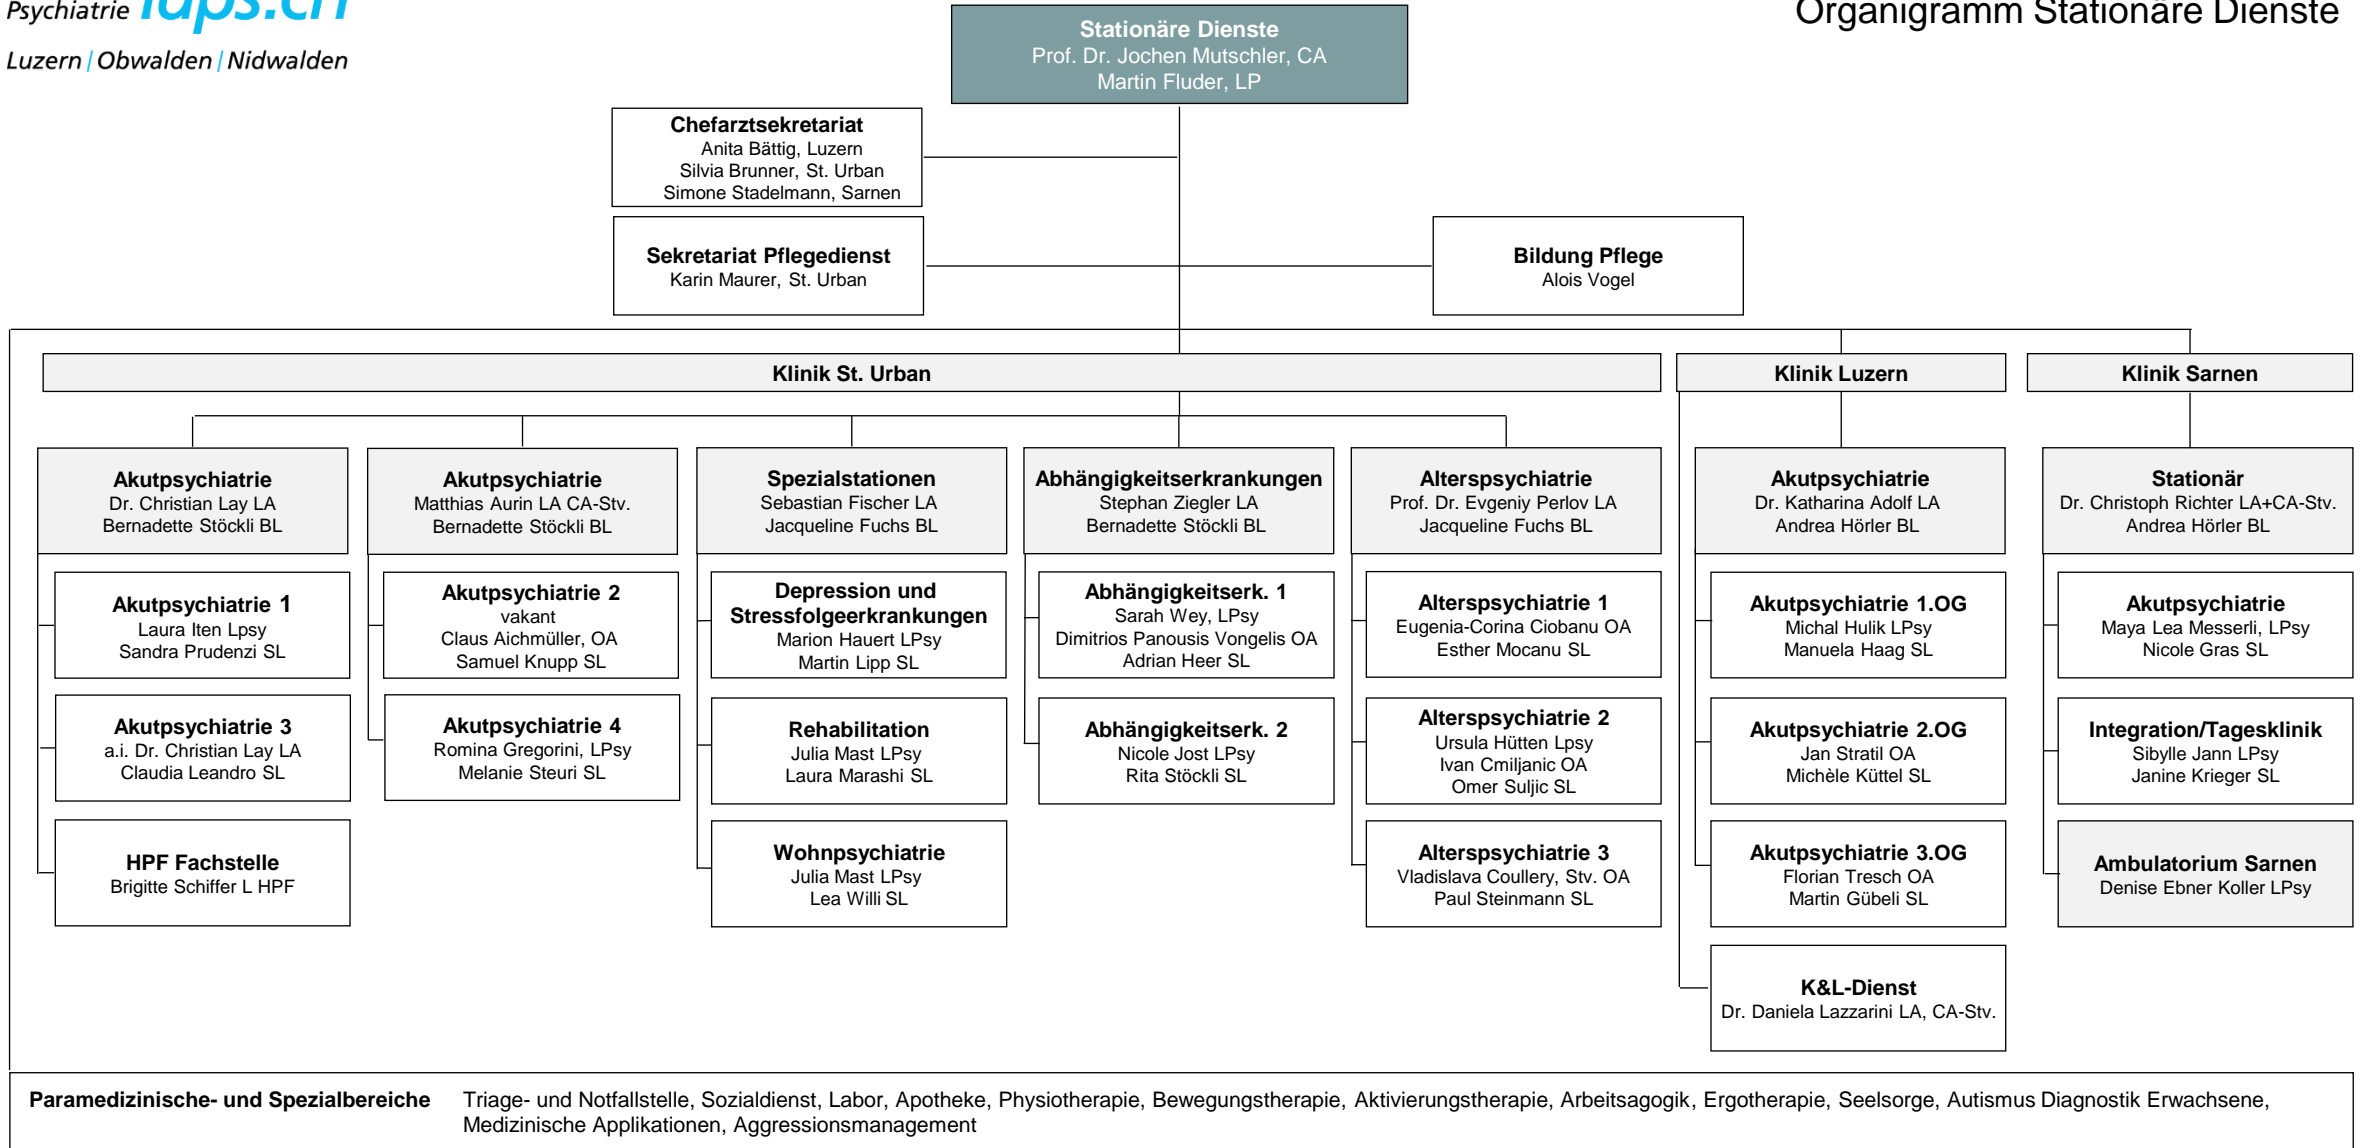 Psychiatrie lups.ch
Luzern | Obwalden | Nidwalden
Organigramm Stationäre Dienste
Stationäre Dienste
Prof. Dr. Jochen Mutschler, CA
Martin Fluder, LP
Chefarztsekretariat
Anita Bättig, Luzern
Silvia Brunner, St. Urban
Simone Stadelmann, Sarnen
Sekretariat Pflegedienst
Karin Maurer, St. Urban
Bildung Pflege
Alois Vogel
Klinik St. Urban
Klinik Luzern
Klinik Sarnen
Akutpsychiatrie
Dr. Christian Lay LA
Bernadette Stöckli BL
Akutpsychiatrie
Matthias Aurin LA CA-Stv.
Bernadette Stöckli BL
Spezialstationen
Sebastian Fischer LA
Jacqueline Fuchs BL
Abhängigkeitserkrankungen
Stephan Ziegler LA
Bernadette Stöckli BL
Alterspsychiatrie
Prof. Dr. Evgeniy Perlov LA
Jacqueline Fuchs BL
Akutpsychiatrie
Dr. Katharina Adolf LA
Andrea Hörler BL
Stationär
Dr. Christoph Richter LA+CA-Stv.
Andrea Hörler BL
Akutpsychiatrie 1
Laura Iten Lpsy
Sandra Prudenzi SL
Akutpsychiatrie 2
vakant
Claus Aichmüller, OA
Samuel Knupp SL
Depression und
Stressfolgeerkrankungen
Marion Hauert LPsy
Martin Lipp SL
Abhängigkeitserk. 1
Sarah Wey, LPsy
Dimitrios Panousis Vongelis OA
Adrian Heer SL
Alterspsychiatrie 1
Eugenia-Corina Ciobanu OA
Esther Mocanu SL
Akutpsychiatrie 1.OG
Michal Hulik LPsy
Manuela Haag SL
Akutpsychiatrie
Maya Lea Messerli, LPsy
Nicole Gras SL
Akutpsychiatrie 3
a.i. Dr. Christian Lay LA
Claudia Leandro SL
Akutpsychiatrie 4
Romina Gregorini, LPsy
Melanie Steuri SL
Rehabilitation
Julia Mast LPsy
Laura Marashi SL
Abhängigkeitserk. 2
Nicole Jost LPsy
Rita Stöckli SL
Alterspsychiatrie 2
Ursula Hütten Lpsy
Ivan Cmiljanic OA
Omer Suljic SL
Akutpsychiatrie 2.OG
Jan Stratil OA
Michèle Küttel SL
Integration/Tagesklinik
Sibylle Jann LPsy
Janine Krieger SL
HPF Fachstelle
Brigitte Schiffer L HPF
Wohnpsychiatrie
Julia Mast LPsy
Lea Willi SL
Alterspsychiatrie 3
Vladislava Coullery, Stv. OA
Paul Steinmann SL
Akutpsychiatrie 3.OG
Florian Tresch OA
Martin Gübeli SL
Ambulatorium Sarnen
Denise Ebner Koller LPsy
K&L-Dienst
Dr. Daniela Lazzarini LA, CA-Stv.
Paramedizinische- und Spezialbereiche Triage- und Notfallstelle, Sozialdienst, Labor, Apotheke, Physiotherapie, Bewegungstherapie, Aktivierungstherapie, Arbeitsagogik, Ergotherapie, Seelsorge, Autismus Diagnostik Erwachsene,
Medizinische Applikationen, Aggressionsmanagement